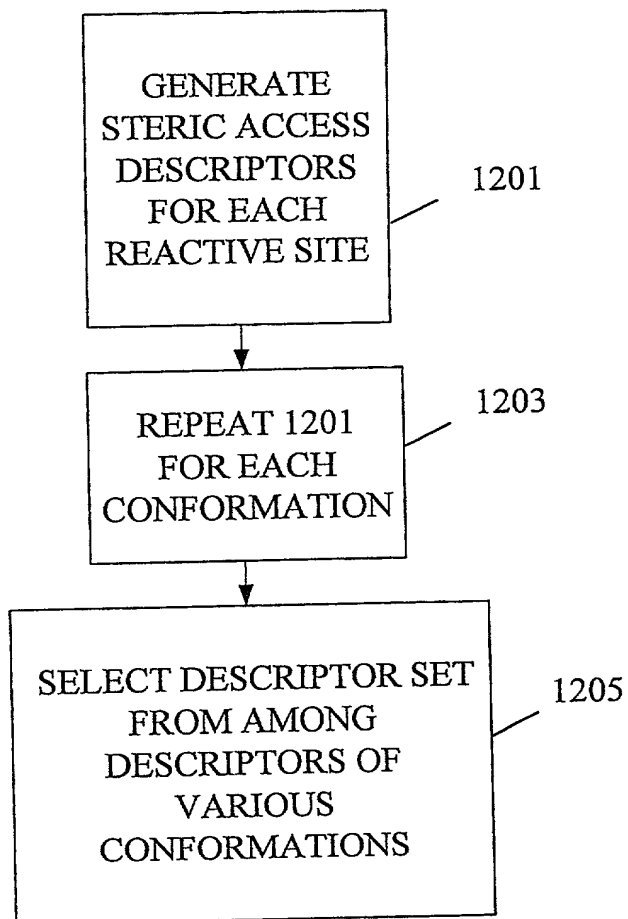 GENERATE
STERIC ACCESS
DESCRIPTORS
FOR EACH
REACTIVE SITE
1201
REPEAT 1201
FOR EACH
CONFORMATION
1203
SELECT DESCRIPTOR SET
FROM AMONG
DESCRIPTORS OF
VARIOUS
CONFORMATIONS
1205